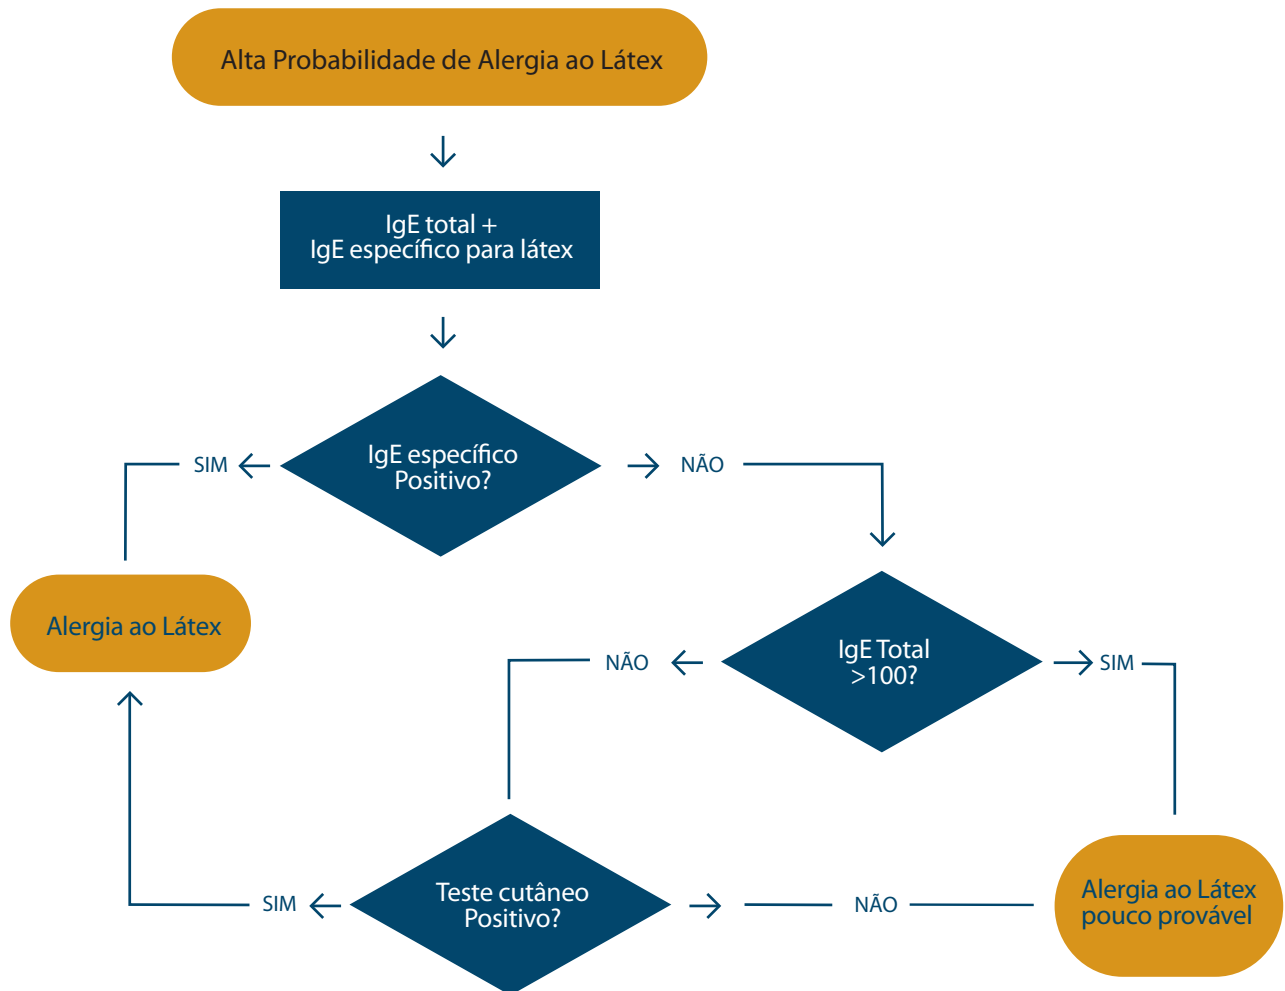 Alta Probabilidade de Alergia ao Látex
IgE total +
IgE específico para látex
IgE específico
Positivo?
SIM
NÃO
Alergia ao Látex
IgE Total
>100?
NÃO
SIM
Teste cutâneo
Positivo?
SIM
NÃO
Alergia ao Látex
pouco provável